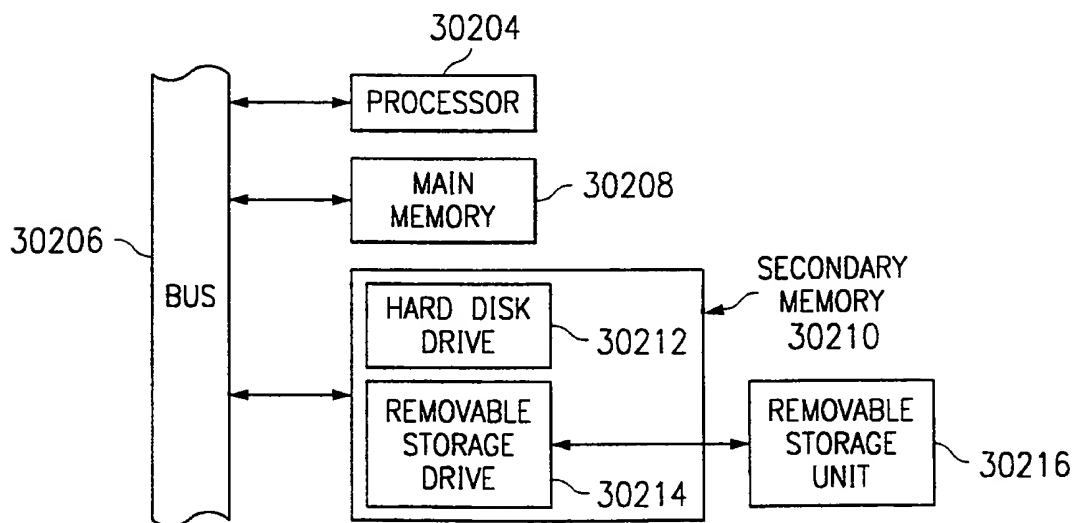 30204
PROCESSOR
MAIN
MEMORY
30208
30206
BUS
SECONDARY
MEMORY
30210
HARD DISK
DRIVE
30212
REMOVABLE
STORAGE
DRIVE
30214
REMOVABLE
STORAGE
UNIT
30216